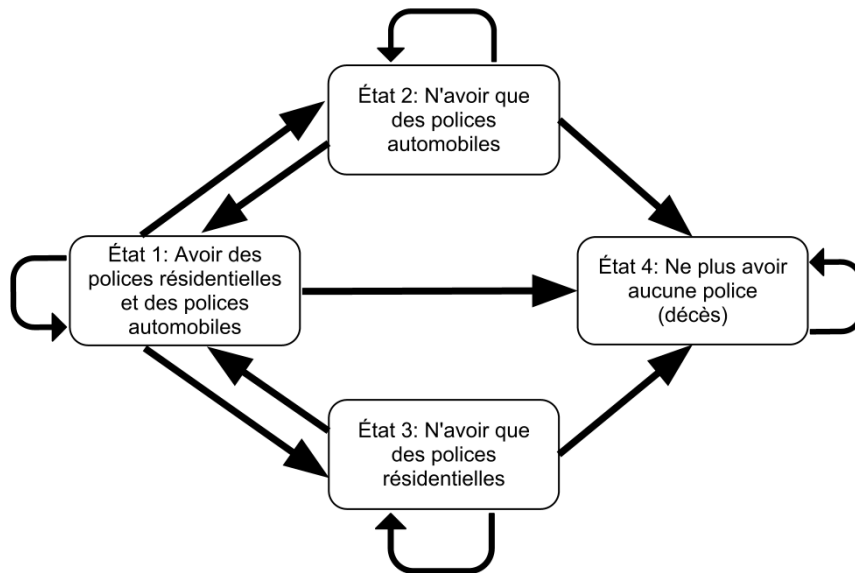 État 2: N'avoir que
des polices
automobiles
État 1: Avoir des
polices résidentielles
et des polices
automobiles
État 4: Ne plus avoir
aucune police
(décès)
État 3: N'avoir que
des polices
résidentielles